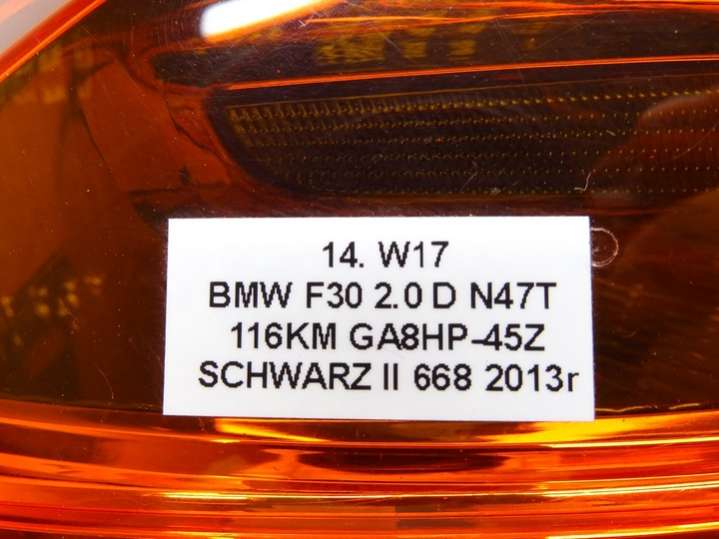 14. W17
BMW F30 2.0 D N47T
116KM GA8HP-45Z
SCHWARZ II 668 2013r